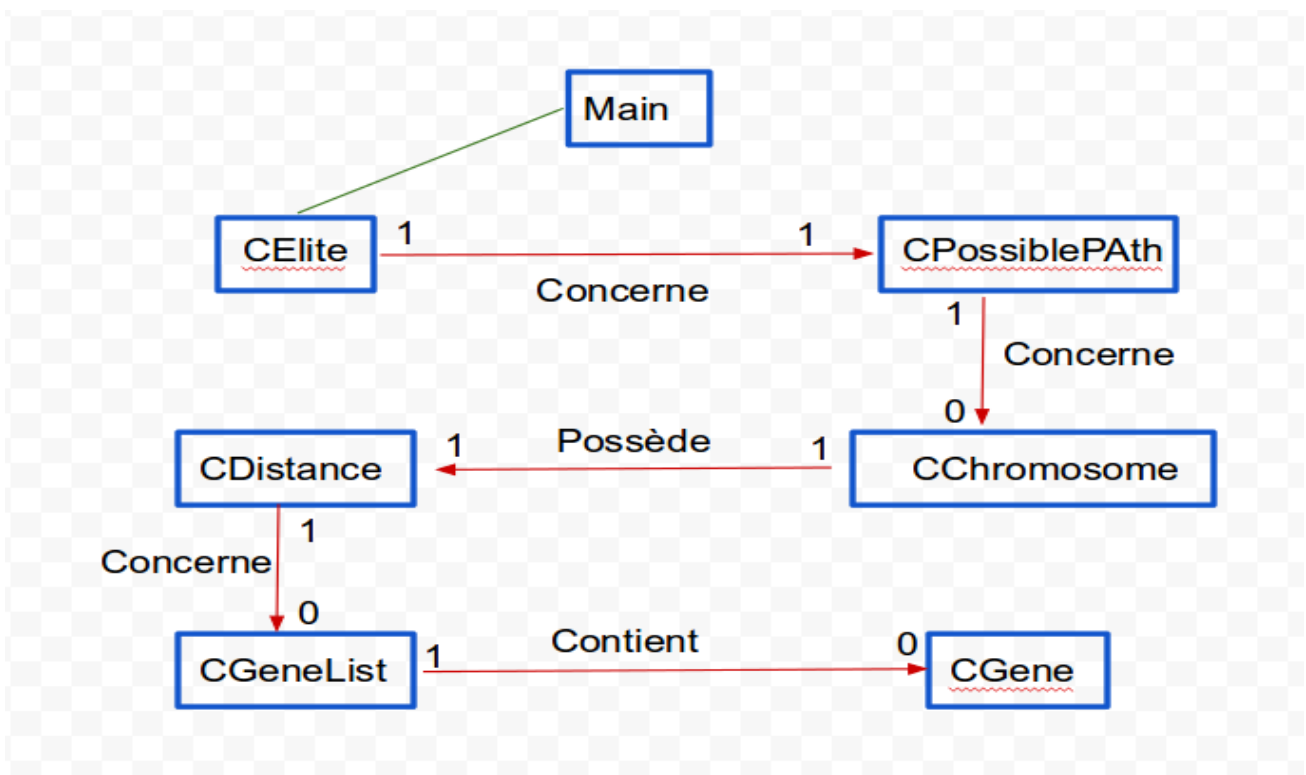 Main
CElite
1
1
CPossiblePAth
Concerne
1
Concerne
0
CDistance
1
Possède
1
CChromosome
1
Concerne
0
CGeneList
1
Contient
0
CGene